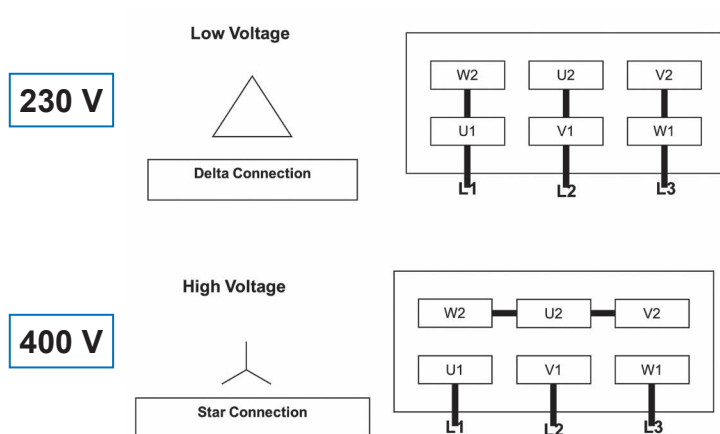 Low Voltage
230 V
Delta Connection
W2 U2 V2
U1 V1 W1
L1 L2 L3
High Voltage
400 V
Star Connection
W2 U2 V2
U1 V1 W1
L1 L2 L3